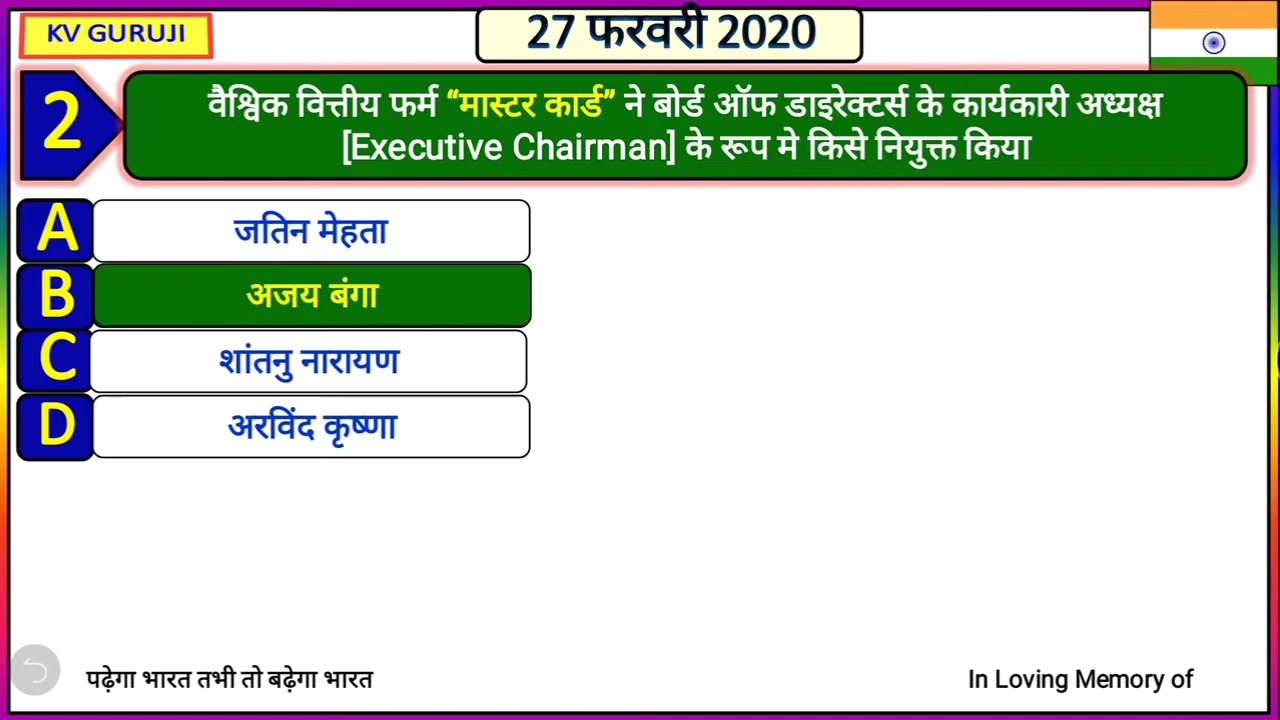 KV GURUJI
27 फरवरी 2020
2
वैश्विक वित्तीय फर्म “मास्टर कार्ड” ने बोर्ड ऑफ डाइरेक्टर्स के कार्यकारी अध्यक्ष
[Executive Chairman] के रूप मे किसे नियुक्त किया
A जतिन मेहता
B अजय बंगा
C शांतनु नारायण
D अरविंद कृष्णा
पढ़ेगा भारत तभी तो बढ़ेगा भारत
In Loving Memory of